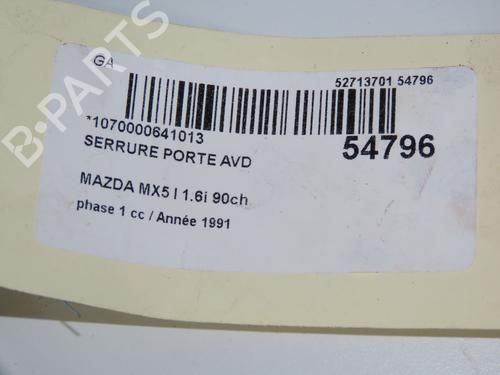 GA
52713701 54796
*1070000641013
54796
SERRURE PORTE AVD
MAZDA MX5 I 1.6i 90ch
phase 1 cc / Année 1991
B-PARTS